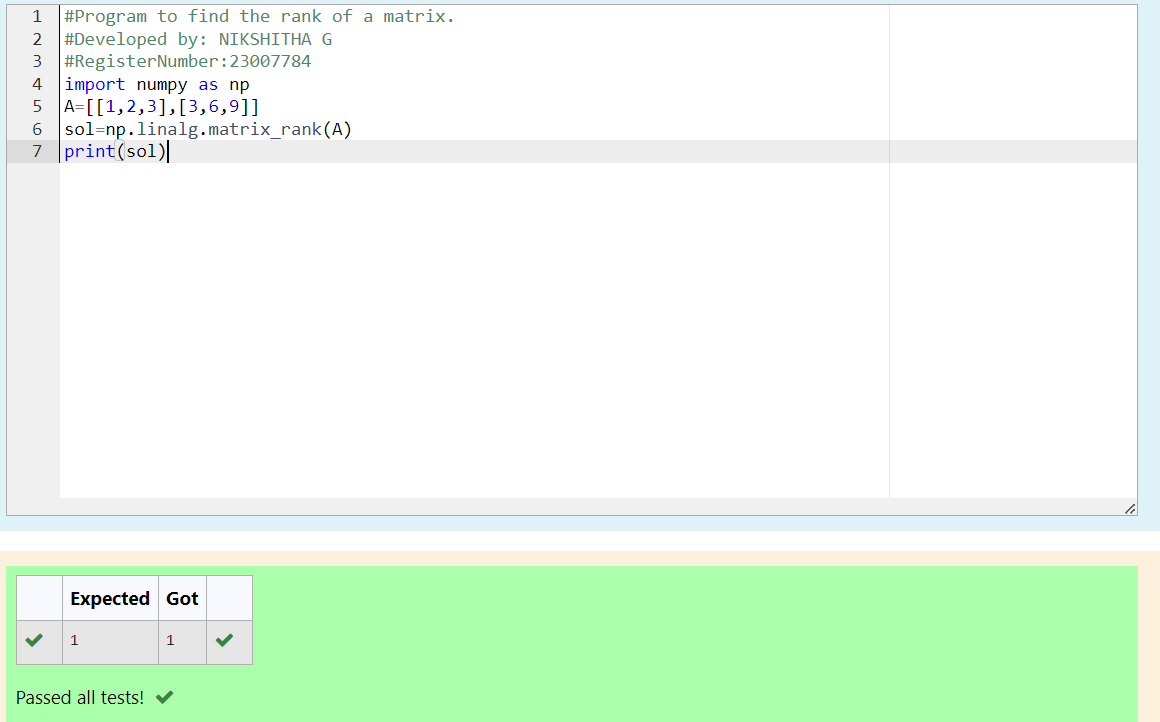 1 #Program to find the rank of a matrix.
2 #Developed by: NIKSHITHA G
3 #RegisterNumber:23007784
4 import numpy as np
5 A=[[1,2,3],[3,6,9]]
6 sol=np.linalg.matrix_rank(A)
7 print(sol)
Expected Got
1 1
Passed all tests!